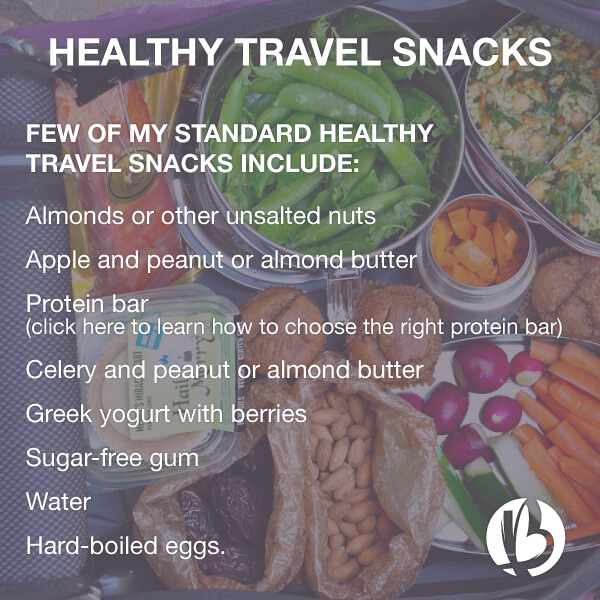 HEALTHY TRAVEL SNACKS
FEW OF MY STANDARD HEALTHY
TRAVEL SNACKS INCLUDE:
Almonds or other unsalted nuts
Apple and peanut or almond butter
Protein bar
(click here to learn how to choose the right protein bar)
Celery and peanut or almond butter
Greek yogurt with berries
Sugar-free gum
Water
Hard-boiled eggs.